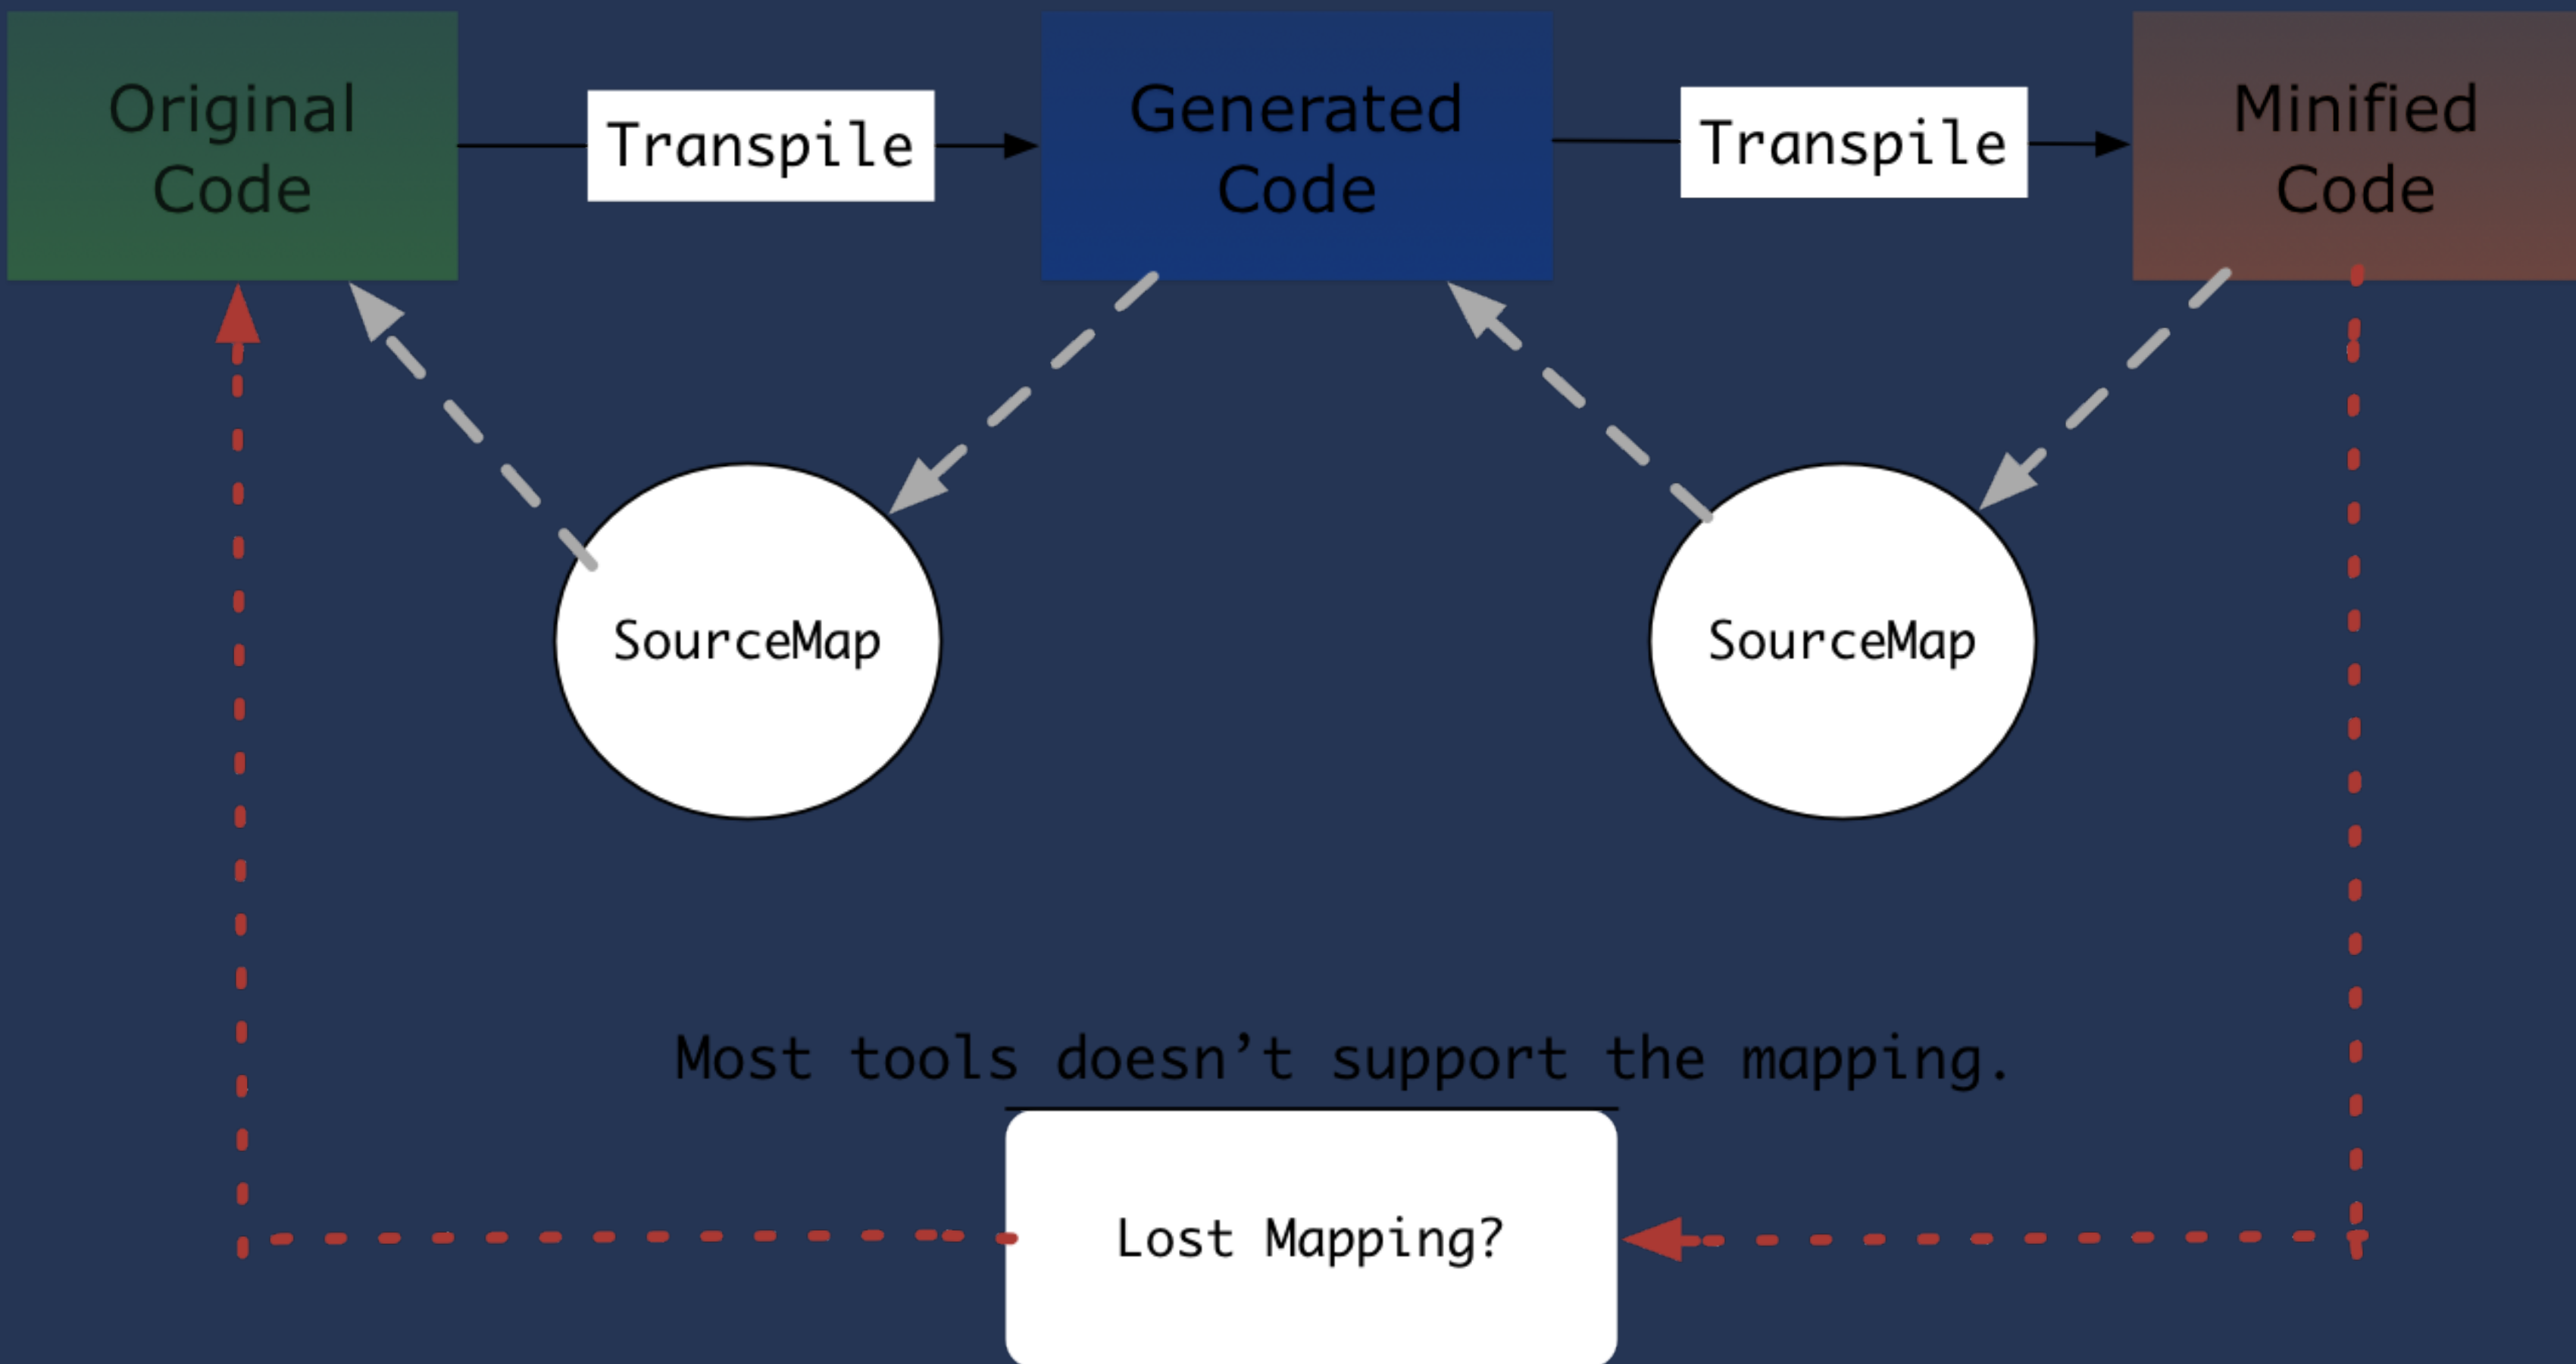 Original
Code
Transpile
Generated
Code
Transpile
Minified
Code
SourceMap
SourceMap
Most tools doesn’t support the mapping.
Lost Mapping?